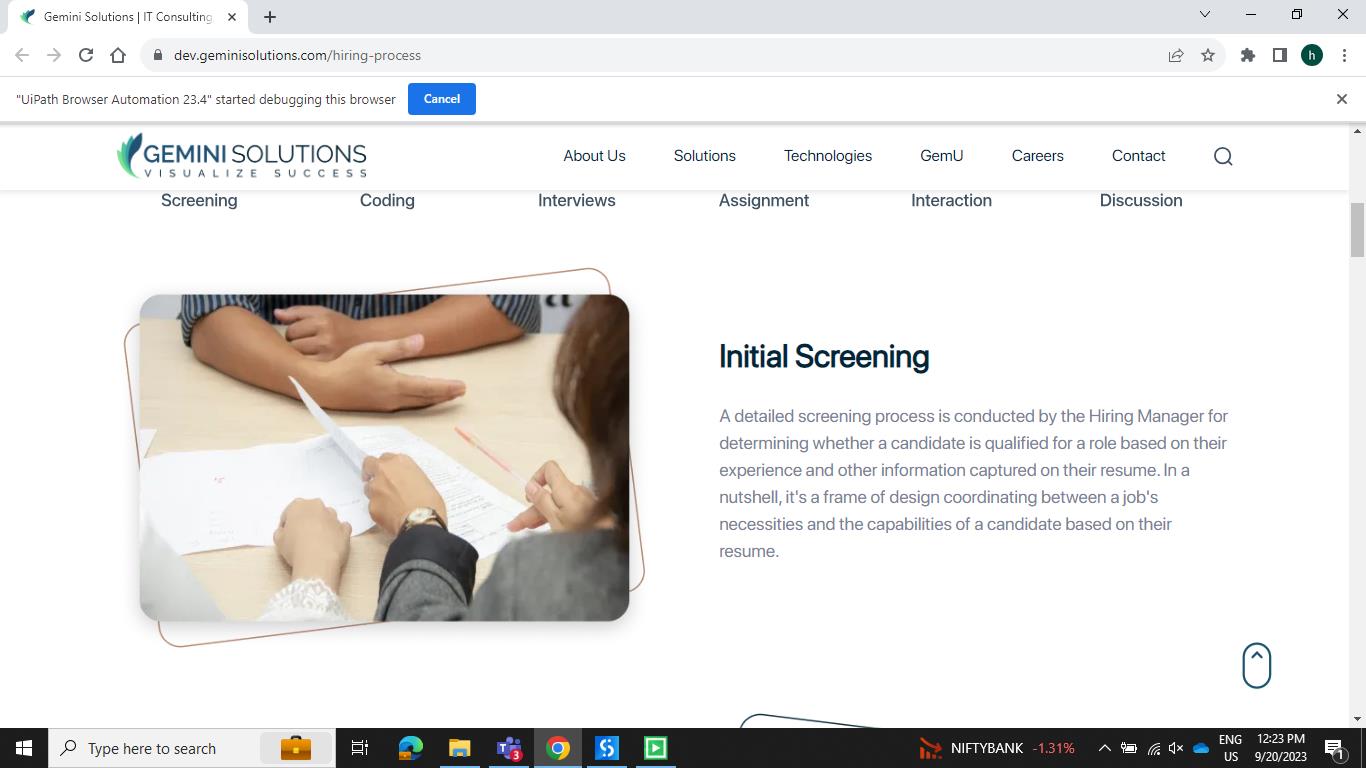 Gemini Solutions | IT Consulting
dev.geminisolutions.com/hiring-process
h
"UiPath Browser Automation 23.4" started debugging this browser
Cancel
GEMINI SOLUTIONS
VISUALIZE SUCCESS
About Us
Solutions
Technologies
GemU
Careers
Contact
Screening
Coding
Interviews
Assignment
Interaction
Discussion
Initial Screening
A detailed screening process is conducted by the Hiring Manager for
determining whether a candidate is qualified for a role based on their
experience and other information captured on their resume. In a
nutshell, it's a frame of design coordinating between a job's
necessities and the capabilities of a candidate based on their
resume.
Type here to search
3
NIFTYBANK -1.31%
ENG
US
12:23 PM
9/20/2023
1